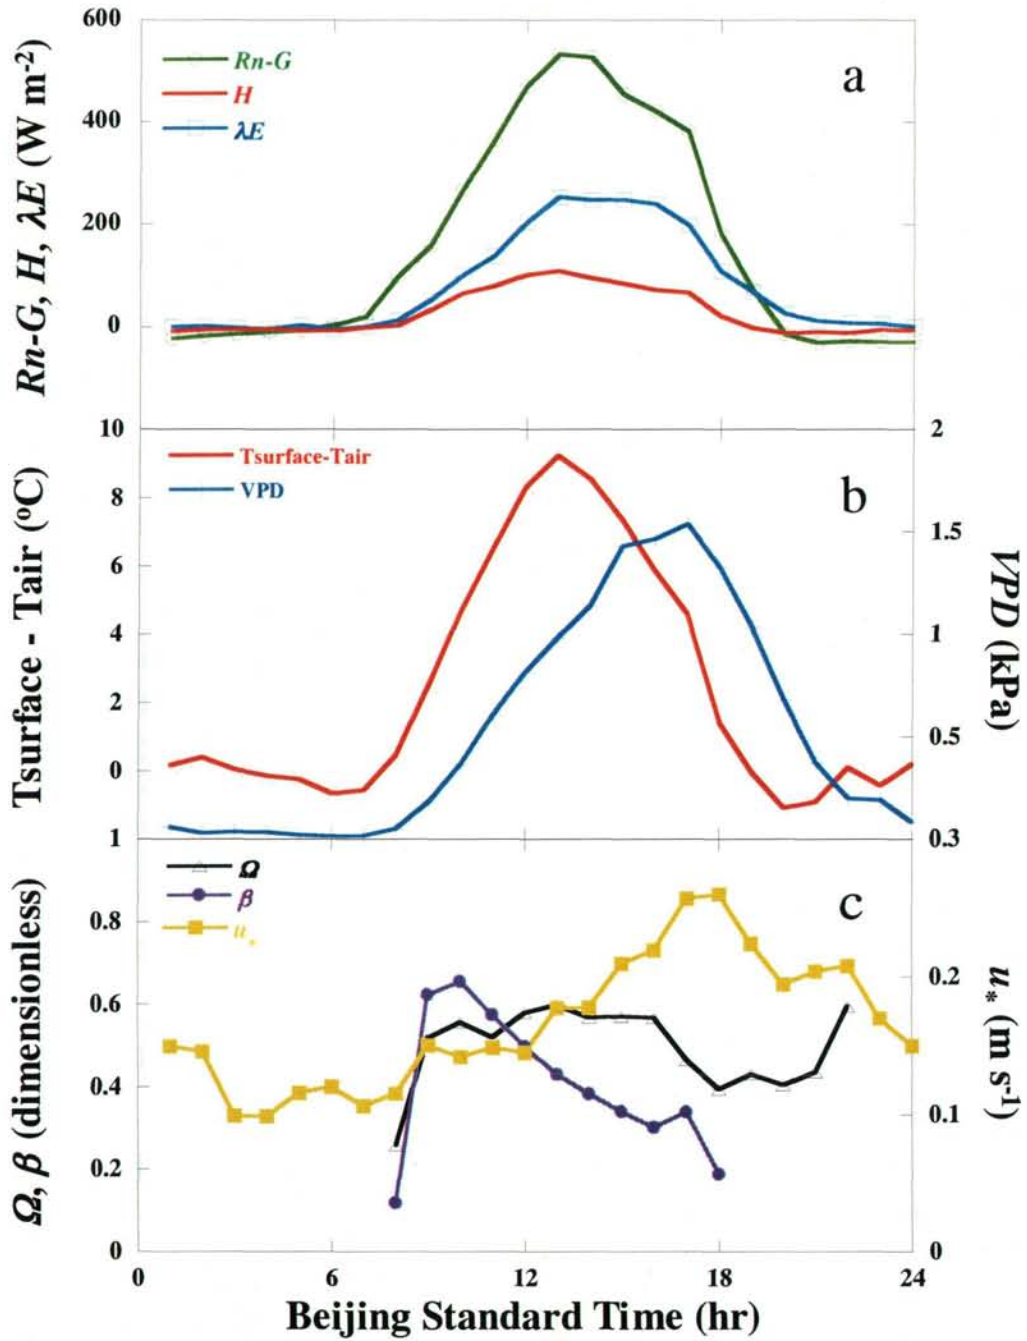 600
400
200
0
Rn-G, H, λE (W m-2)
Rn-G
H
λE
a
10
8
6
4
2
0
Tsurface - Tair (oC)
Tsurface-Tair
VPD
b
2
1.5
1
0.5
0.3
VPD (kPa)
1
0.8
0.6
0.4
0.2
0
Ω, β (dimensionless)
Ω
β
u*
c
0.2
0.1
0
u* (m s-1)
0 6 12 18 24
Beijing Standard Time (hr)